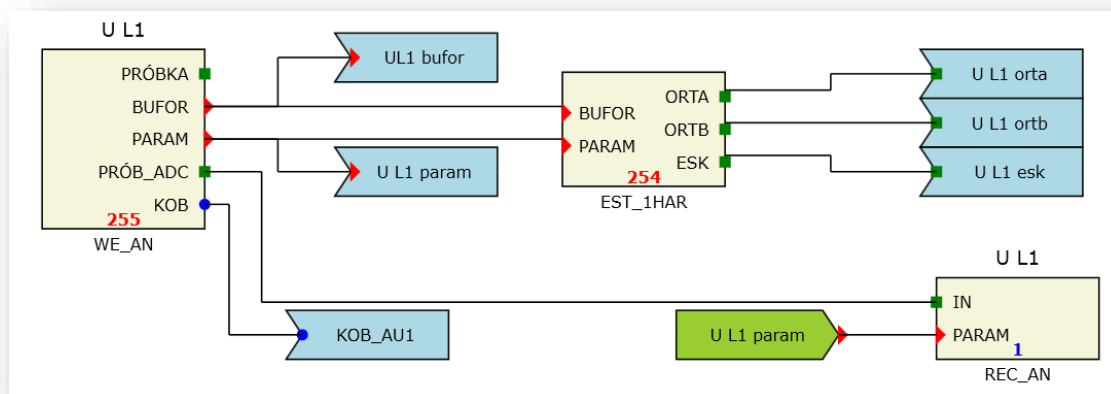 U L1
PRÓBKA
BUFOR
PARAM
PRÓB_ADC
KOB
255
WE_AN
UL1 bufor
U L1 param
KOB_AU1
BUFOR
PARAM
ORTA
ORTB
ESK
254
EST_1HAR
U L1 orta
U L1 ortb
U L1 esk
U L1 param
U L1
IN
PARAM
1
REC_AN